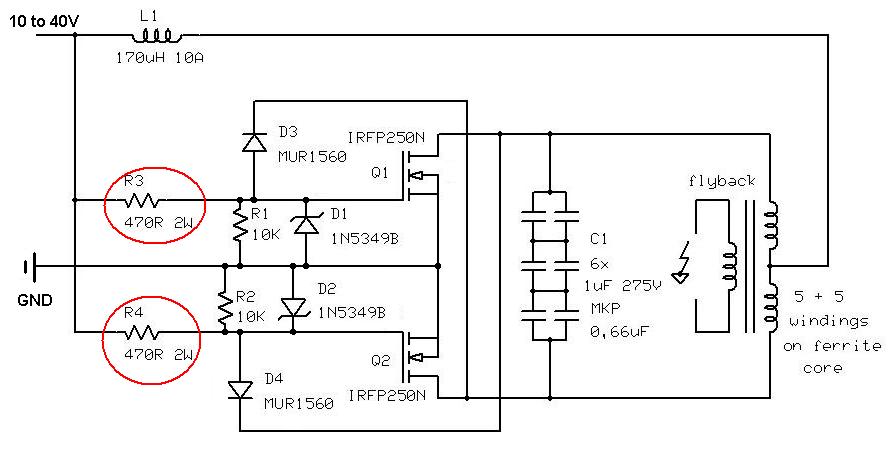 10 to 40V
L1
170uH 10A
D3
MUR1560
IRFP250N
Q1
R3
470R 2W
R1
10K
D1
1N5349B
flyback
C1
6x
1uF 275V
MKP
0,66uF
GND
R2
10K
D2
1N5349B
5 + 5
windings
on ferrite
core
R4
470R 2W
Q2
D4
MUR1560
IRFP250N